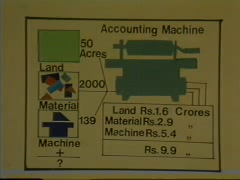 Accounting Machine
50
Acres
Land
2000
Material
139
Machine
+
?
Land Rs.1.6 Crores
Material Rs.2.9 "
Machine Rs.5.4 "
Rs.9.9 "